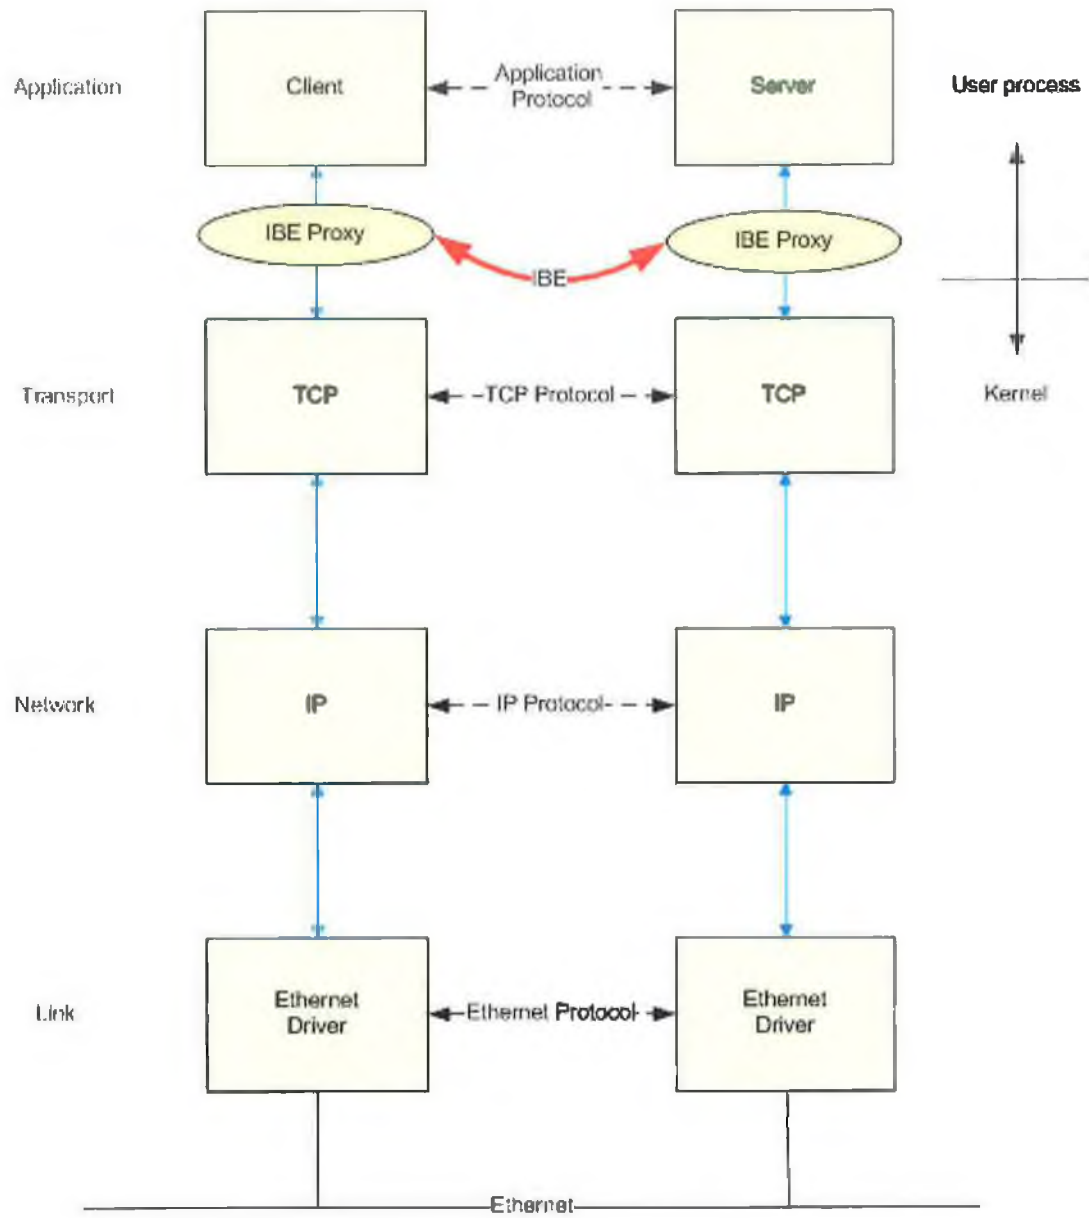 Application
Client
Application
Protocol
Server
User process
IBE Proxy
IBE
IBE Proxy
Transport
TCP
TCP Protocol
TCP
Kernel
Network
IP
IP Protocol
IP
Link
Ethernet
Driver
Ethernet Protocol
Ethernet
Driver
Ethernet